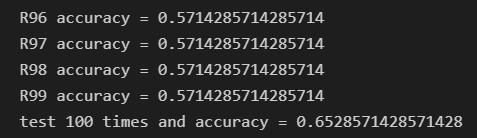 R96 accuracy = 0.5714285714285714
R97 accuracy = 0.5714285714285714
R98 accuracy = 0.5714285714285714
R99 accuracy = 0.5714285714285714
test 100 times and accuracy = 0.6528571428571428